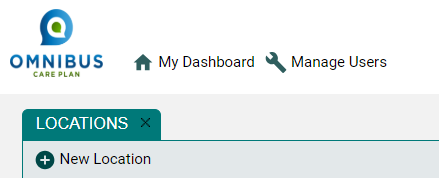 OMNIBUS
CARE PLAN
My Dashboard Manage Users
LOCATIONS ×
New Location